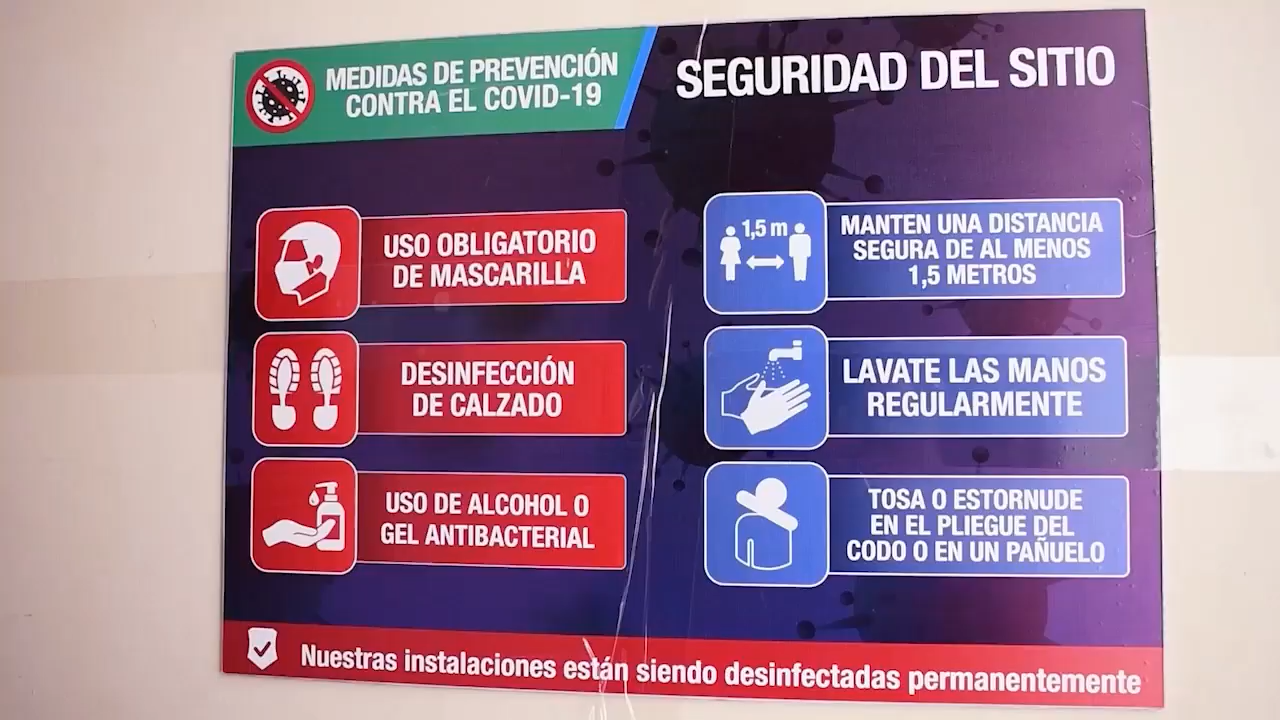 MEDIDAS DE PREVENCIÓN
CONTRA EL COVID-19
SEGURIDAD DEL SITIO
USO OBLIGATORIO
DE MASCARILLA
DESINFECCIÓN
DE CALZADO
USO DE ALCOHOL O
GEL ANTIBACTERIAL
1,5 m
MANTEN UNA DISTANCIA
SEGURA DE AL MENOS
1,5 METROS
LAVATE LAS MANOS
REGULARMENTE
TOSA O ESTORNUDE
EN EL PLIEGUE DEL
CODO O EN UN PAÑUELO
Nuestras instalaciones están siendo desinfectadas permanentemente